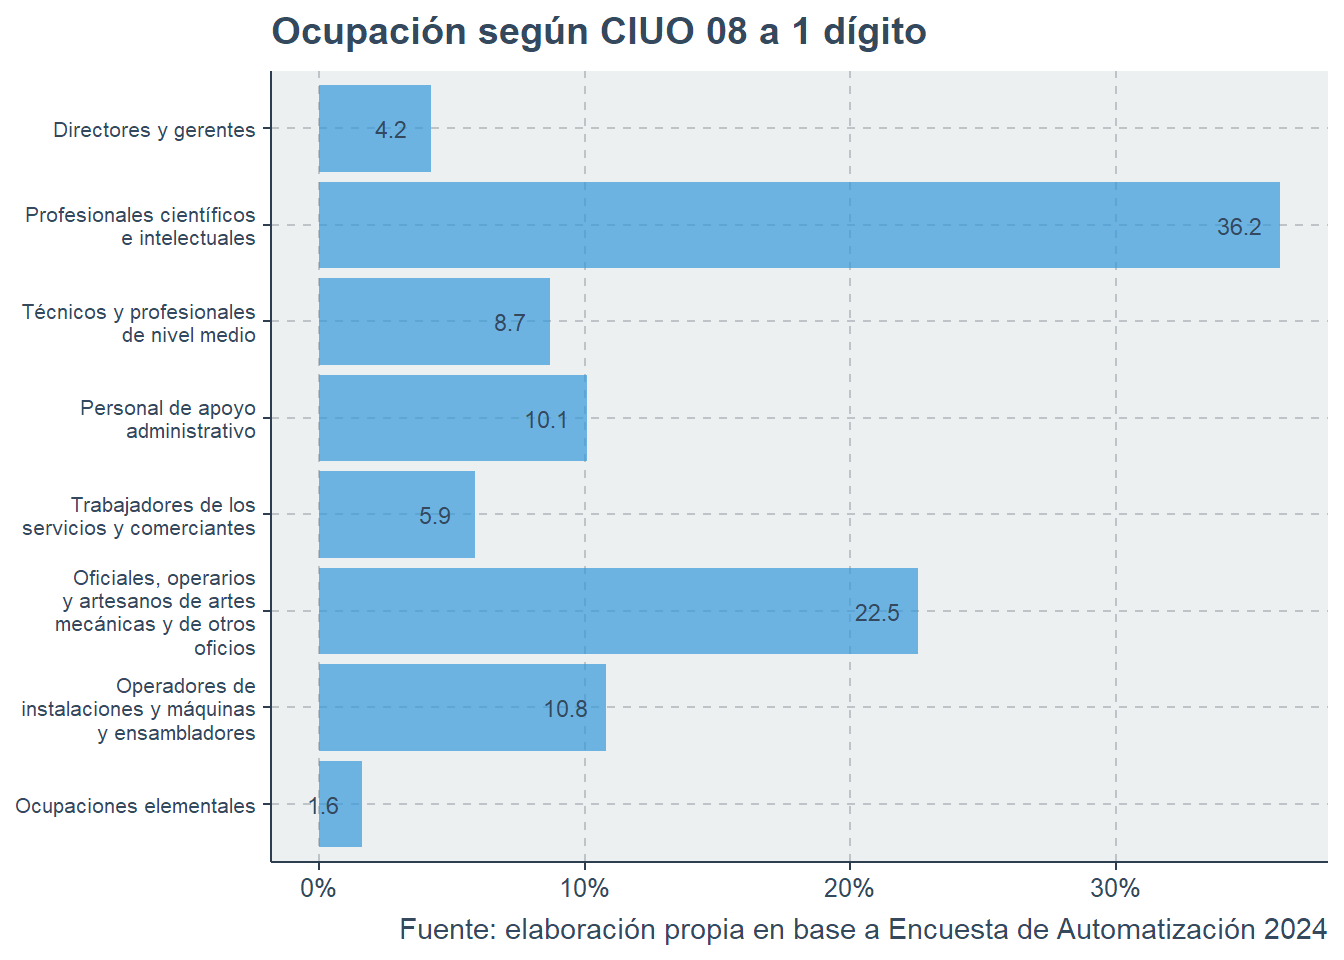 Ocupación según CIUO 08 a 1 dígito
Directores y gerentes
4.2
Profesionales científicos
e intelectuales
36.2
Técnicos y profesionales
de nivel medio
8.7
Personal de apoyo
administrativo
10.1
Trabajadores de los
servicios y comerciantes
5.9
Oficiales, operarios
y artesanos de artes
mecánicas y de otros
oficios
22.5
Operadores de
instalaciones y máquinas
y ensambladores
10.8
Ocupaciones elementales
1.6
0%
10%
20%
30%
Fuente: elaboración propia en base a Encuesta de Automatización 2024